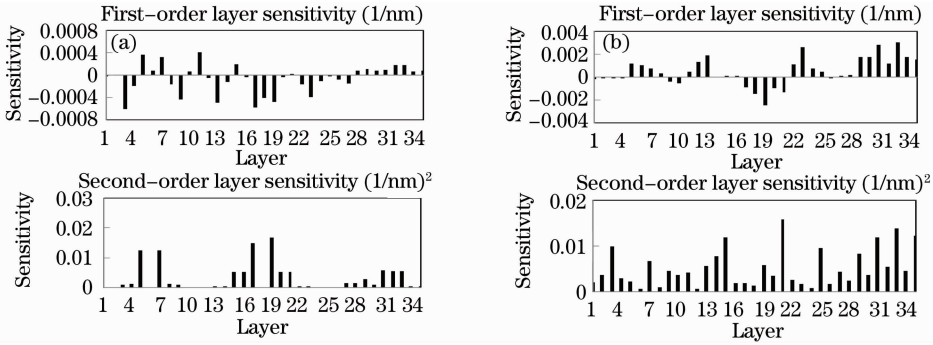 First-order layer sensitivity (1/nm)
(a)
Sensitivity
0.0008
0.0004
0
-0.0004
-0.0008
1 4 7 10 13 16 19 22 25 28 31 34
Layer
Second-order layer sensitivity (1/nm)²
Sensitivity
0.03
0.02
0.01
0
1 4 7 10 13 16 19 22 25 28 31 34
Layer
First-order layer sensitivity (1/nm)
(b)
Sensitivity
0.004
0.002
0
-0.002
-0.004
1 4 7 10 13 16 19 22 25 28 31 34
Layer
Second-order layer sensitivity (1/nm)²
Sensitivity
0.02
0.01
0
1 4 7 10 13 16 19 21 25 28 31 34
Layer